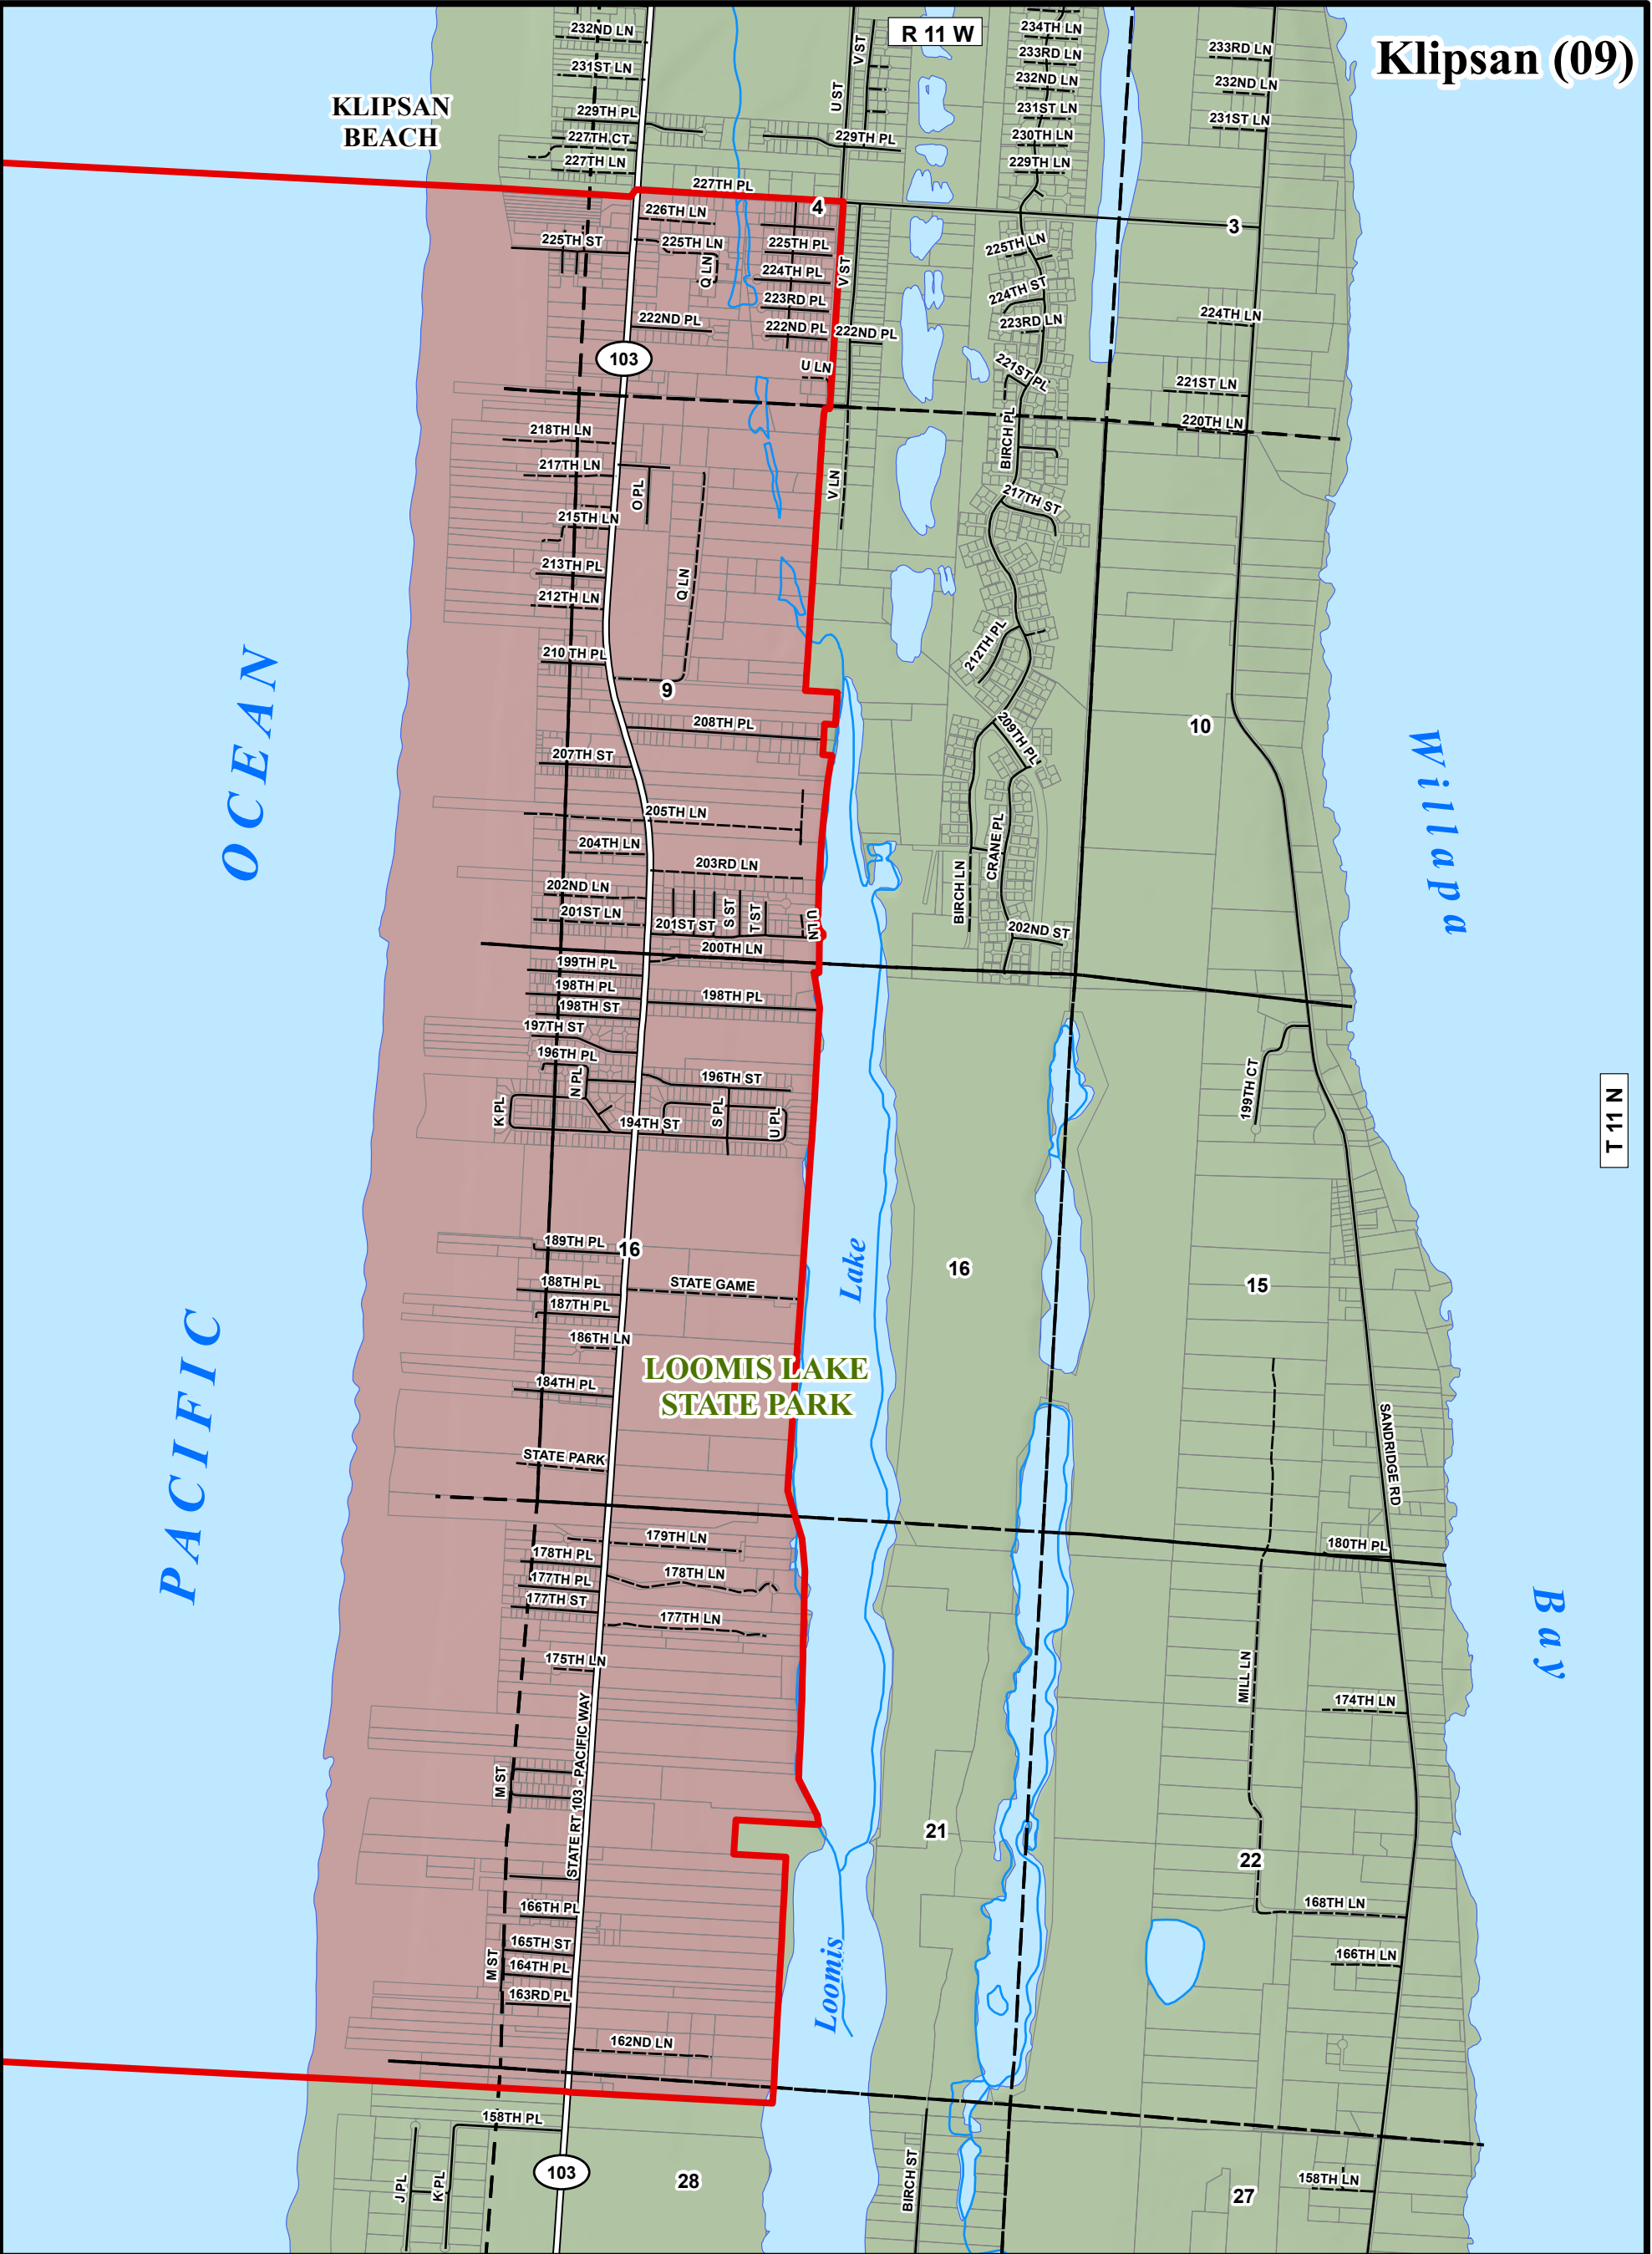 Klipsan (09)
R 11 W
T 11 N
KLIPSAN
BEACH
232ND LN
231ST LN
229TH PL
227TH CT
227TH LN
U ST
V ST
229TH PL
234TH LN
233RD LN
232ND LN
231ST LN
230TH LN
229TH LN
233RD LN
232ND LN
231ST LN
227TH PL
4
3
226TH LN
225TH ST
225TH LN
Q LN
225TH PL
224TH PL
223RD PL
222ND PL
222ND PL
V ST
222ND PL
U LN
103
225TH LN
224TH ST
223RD LN
221ST PL
BIRCH PL
224TH LN
221ST LN
220TH LN
218TH LN
217TH LN
O PL
215TH LN
213TH PL
212TH LN
Q LN
V LN
217TH ST
210 TH PL
9
212TH PL
10
208TH PL
207TH ST
209TH PL
205TH LN
204TH LN
203RD LN
202ND LN
201ST LN
201ST ST
S ST
T ST
U LN
200TH LN
BIRCH LN
CRANE PL
202ND ST
199TH PL
198TH PL
198TH ST
198TH PL
197TH ST
196TH PL
N PL
196TH ST
K PL
194TH ST
S PL
U PL
199TH CT
OCEAN
PACIFIC
Willapa
Bay
189TH PL
16
188TH PL
STATE GAME
187TH PL
186TH LN
Lake
16
15
LOOMIS LAKE
STATE PARK
184TH PL
STATE PARK
SANDRIDGE RD
179TH LN
178TH PL
178TH LN
177TH PL
177TH ST
177TH LN
175TH LN
180TH PL
MILL LN
174TH LN
M ST
STATE RT 103 - PACIFIC WAY
21
22
166TH PL
165TH ST
164TH PL
163RD PL
M ST
162ND LN
Loomis
168TH LN
166TH LN
158TH PL
103
J PL
K PL
28
BIRCH ST
27
158TH LN